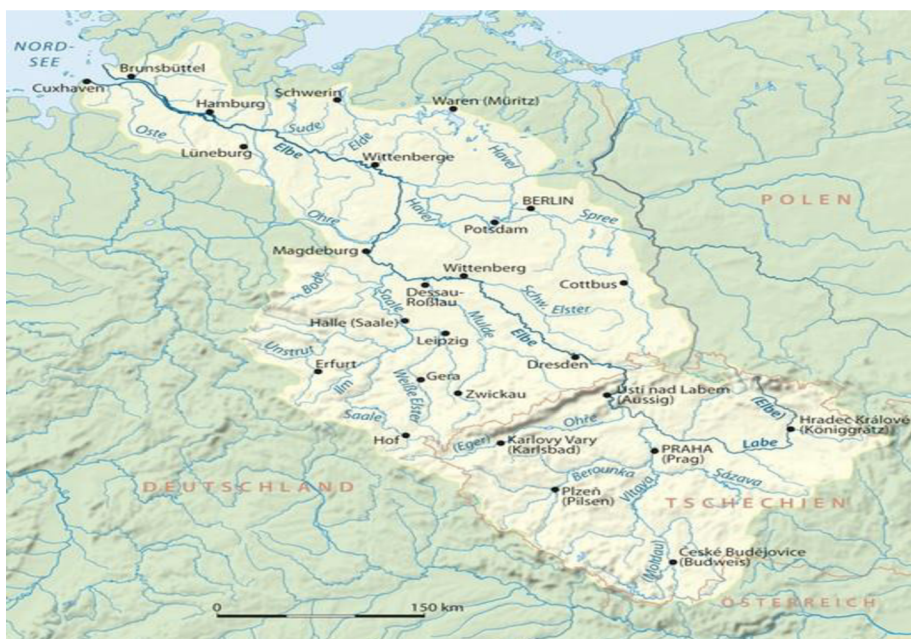 NORD-
SEE
Brunsbüttel
Cuxhaven
Schwerin
Hamburg
Waren (Müritz)
Oste
Sude
Elde
Lüneburg
Elbe
Wittenberge
Havel
Ohre
Havel
BERLIN
Potsdam
Spree
POLEN
Magdeburg
Wittenberg
Bode
Dessau-
Roßlau
Cottbus
Saale
Schw. Elster
Halle (Saale)
Mulde
Elbe
Leipzig
Unstrut
Erfurt
Dresden
Gera
Ilm
Weiße Elster
Zwickau
Ústí nad Labem
(Aussig)
(Elbe)
Saale
Hradec Králové
(Königgrätz)
Ohře
Hof
(Eger)
Karlovy Vary
(Karlsbad)
Labe
PRAHA
(Prag)
Berounka
Sázava
DEUTSCHLAND
Plzeň
(Pilsen)
Vltava
TSCHECHIEN
(Moldau)
České Budějovice
(Budweis)
ÖSTERREICH
0 150 km